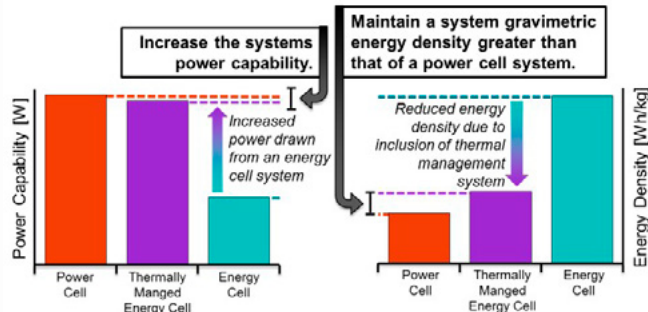 Increase the systems
power capability.
Maintain a system gravimetric
energy density greater than
that of a power cell system.
Power Capability [W]
Increased
power drawn
from an energy
cell system
Power
Cell
Thermally
Manged
Energy Cell
Energy
Cell
Reduced energy
density due to
inclusion of thermal
management
system
Energy Density [Wh/kg]
Power
Cell
Thermally
Manged
Energy Cell
Energy
Cell